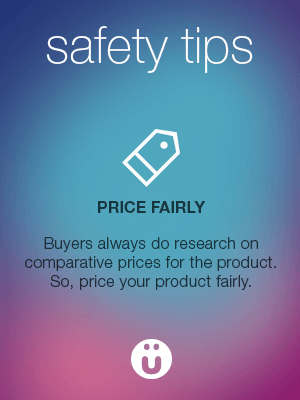 safety tips
PRICE FAIRLY
Buyers always do research on
comparative prices for the product.
So, price your product fairly.
ü